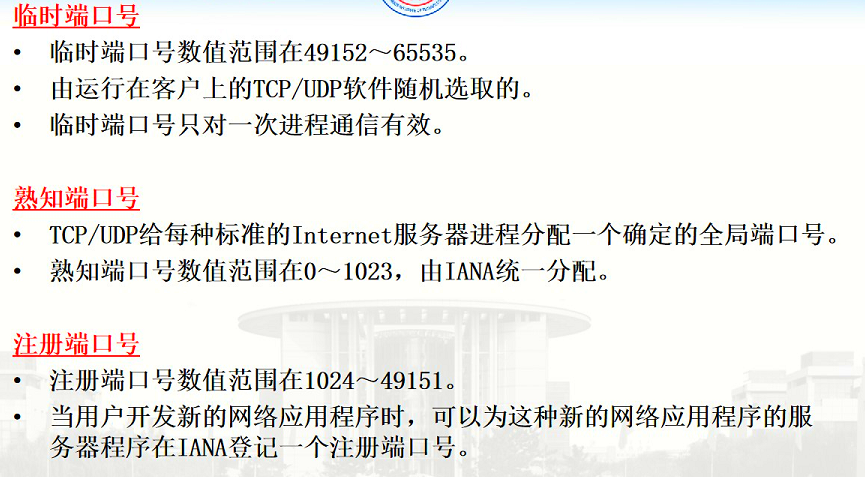 临时端口号
• 临时端口号数值范围在49152～65535。
• 由运行在客户上的TCP/UDP软件随机选取的。
• 临时端口号只对一次进程通信有效。
熟知端口号
• TCP/UDP给每种标准的Internet服务器进程分配一个确定的全局端口号。
• 熟知端口号数值范围在0～1023，由IANA统一分配。
注册端口号
• 注册端口号数值范围在1024～49151。
• 当用户开发新的网络应用程序时，可以为这种新的网络应用程序的服
务器程序在IANA登记一个注册端口号。